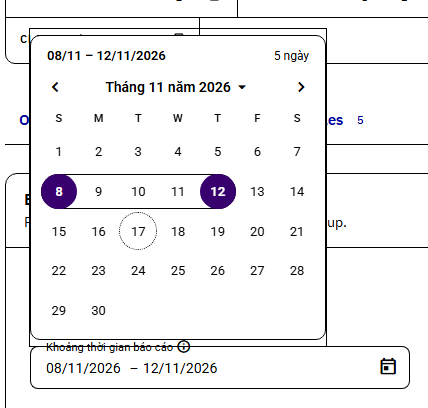 08/11 – 12/11/2026 5 ngày
Tháng 11 năm 2026
S M T W T F S
1 2 3 4 5 6 7
8 9 10 11 12 13 14
15 16 17 18 19 20 21
22 23 24 25 26 27 28
29 30
5
up.
Khoảng thời gian báo cáo
08/11/2026 – 12/11/2026